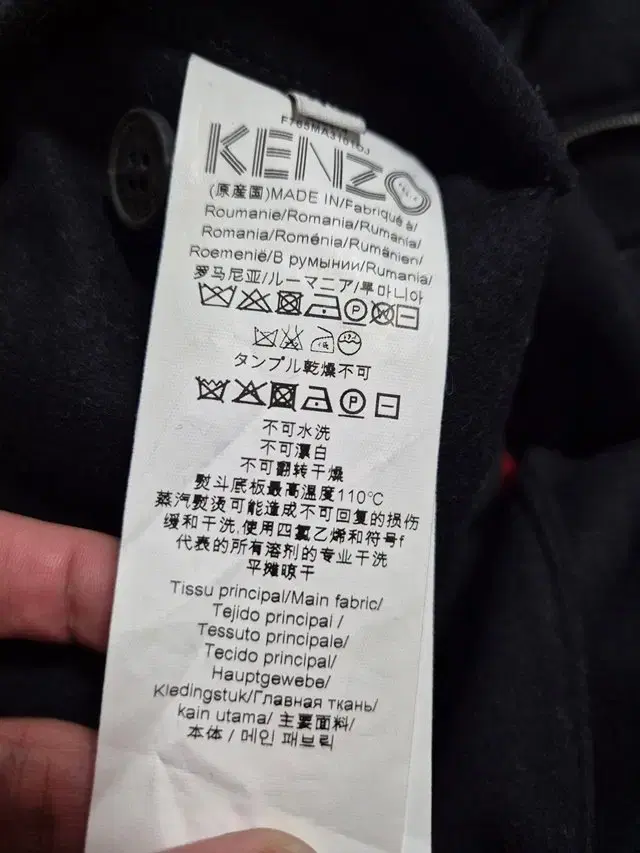 F765MA3101OJ
KENZO
(原産国)MADE IN/Fabriqué à/
Roumanie/Romania/Rumanía/
Romania/Roménia/Rumänien/
Roemenië/В румынии/Rumania/
罗马尼亚/ルーマニア/루마니아
P
低
タンブル乾燥不可
P
不可水洗
不可漂白
不可翻转干燥
熨斗底板最高温度110°C
蒸汽熨烫可能造成不可回复的损伤
缓和干洗,使用四氯乙烯和符号f
代表的所有溶剂的专业干洗
平摊晾干
Tissu principal/Main fabric/
Tejido principal /
Tessuto principale/
Tecido principal/
Hauptgewebe/
Kledingstuk/Главная ткань/
kain utama/ 主要面料/
本体 / 메인 패브릭